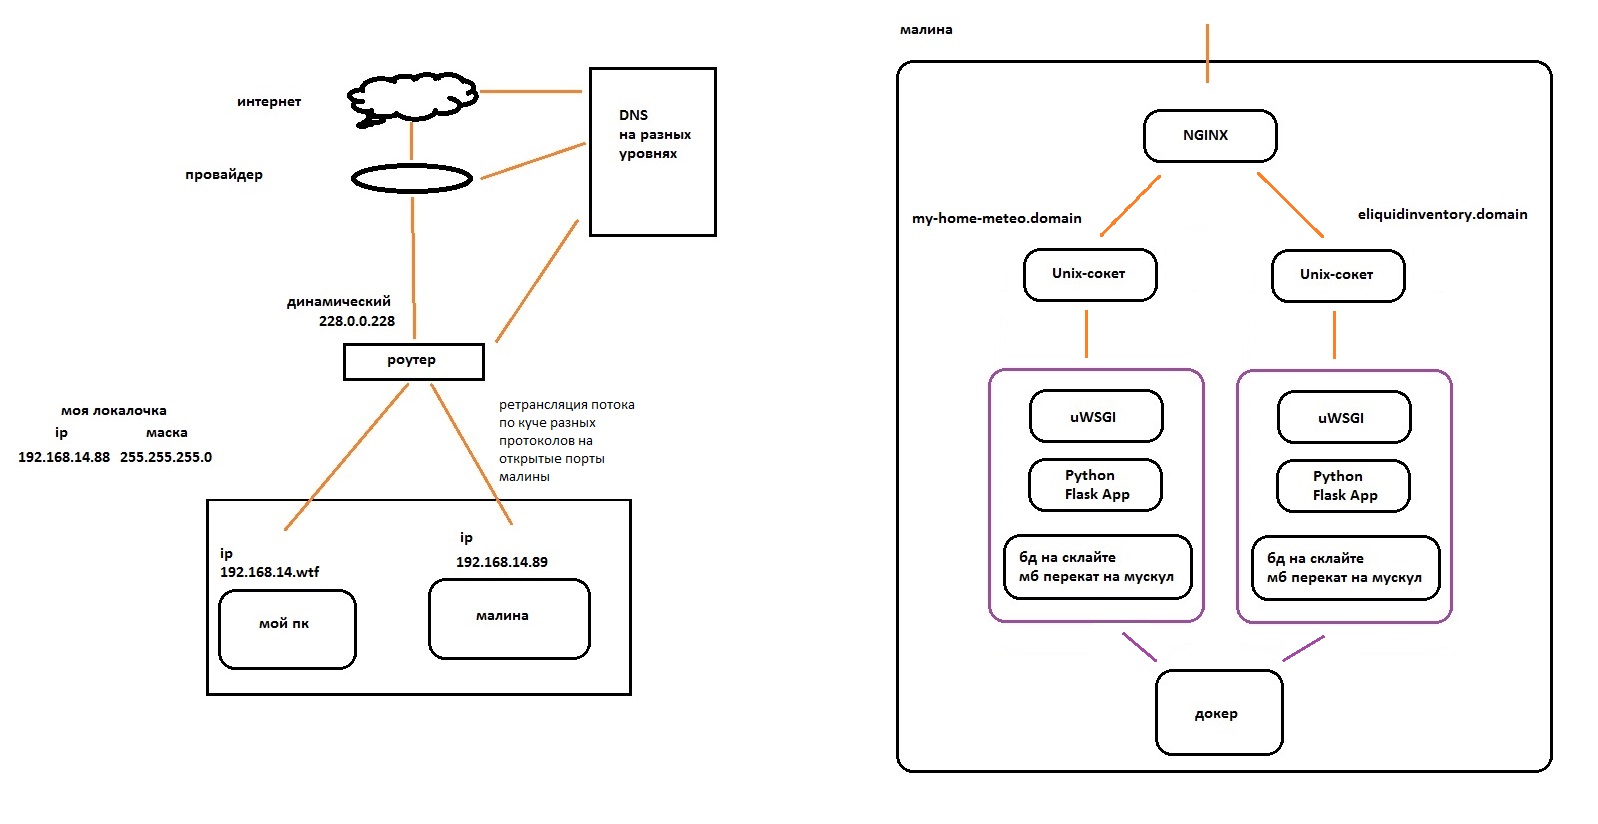 интернет
провайдер
DNS
на разных
уровнях
динамический
228.0.0.228
роутер
моя локалочка
ip маска
192.168.14.88 255.255.255.0
ретрансляция потока
по куче разных
протоколов на
открытые порты
малины
ip
192.168.14.wtf
мой пк
ip
192.168.14.89
малина
малина
NGINX
my-home-meteo.domain
eliquidinventory.domain
Unix-сокет
Unix-сокет
uWSGI
Python
Flask App
бд на склайте
мб перекат на мускул
uWSGI
Python
Flask App
бд на склайте
мб перекат на мускул
докер